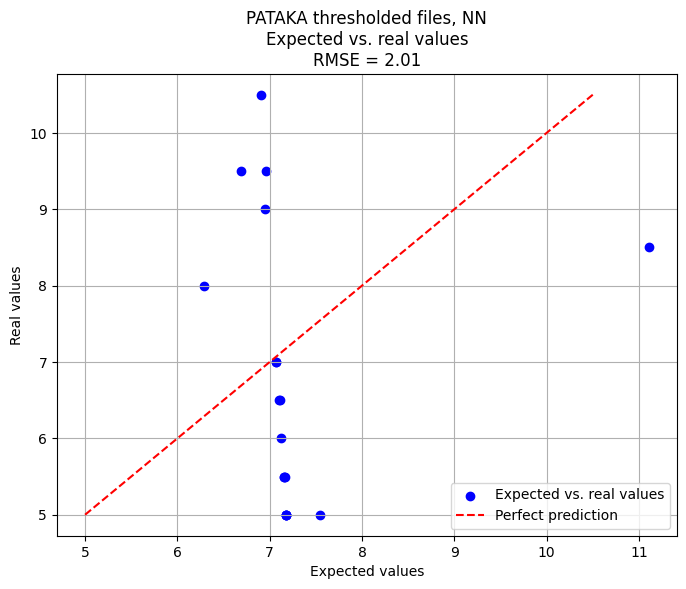 PATAKA thresholded files, NN
Expected vs. real values
RMSE = 2.01
Real values
10
9
8
7
6
5
5
6
7
8
9
10
11
Expected values
Expected vs. real values
Perfect prediction